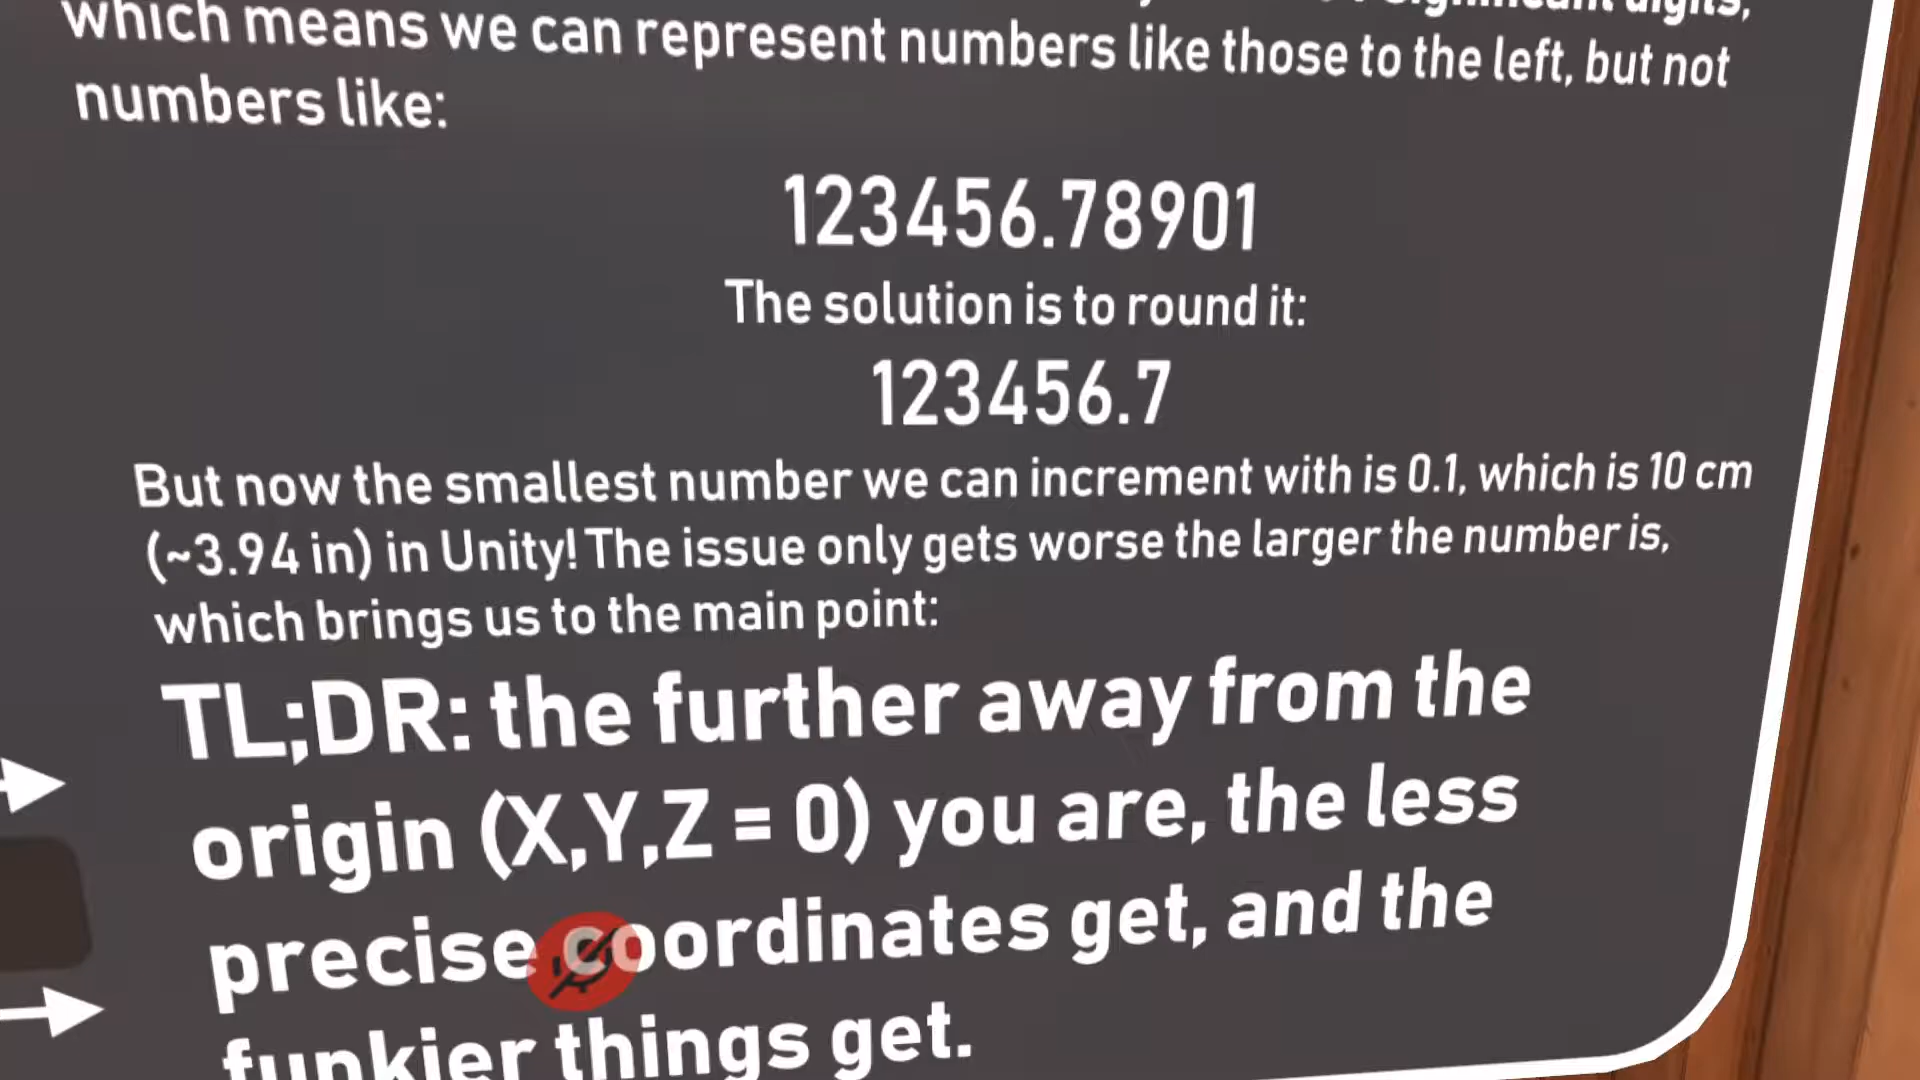 significant digits,
which means we can represent numbers like those to the left, but not
numbers like:
123456.78901
The solution is to round it:
123456.7
But now the smallest number we can increment with is 0.1, which is 10 cm
(~3.94 in) in Unity! The issue only gets worse the larger the number is,
which brings us to the main point:
TL;DR: the further away from the
origin (X,Y,Z = 0) you are, the less
precise coordinates get, and the
funkier things get.